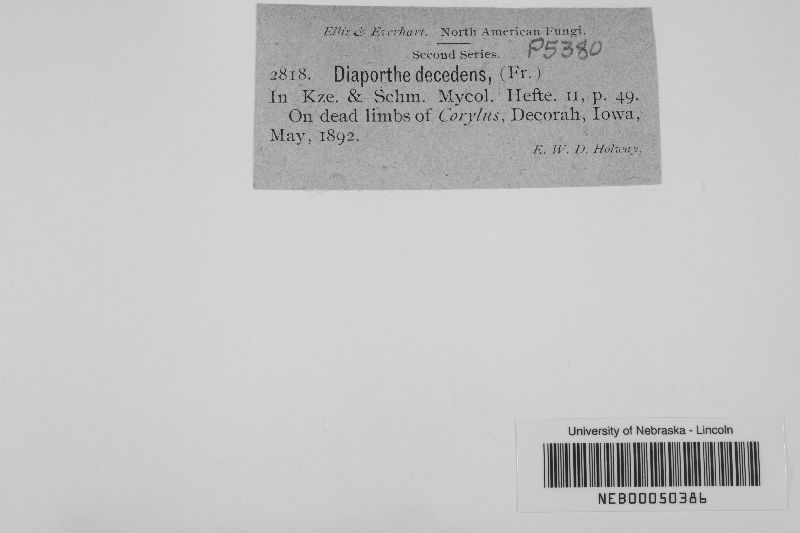 Ellis & Everhart. North American Fungi.
Second Series.
P5380
2818. Diaporthe decedens, (Fr.)
In Kze. & Schm. Mycol. Hefte. II, p. 49.
On dead limbs of Corylus, Decorah, Iowa,
May, 1892.
E. W. D. Holway.
University of Nebraska - Lincoln
NEB00050386